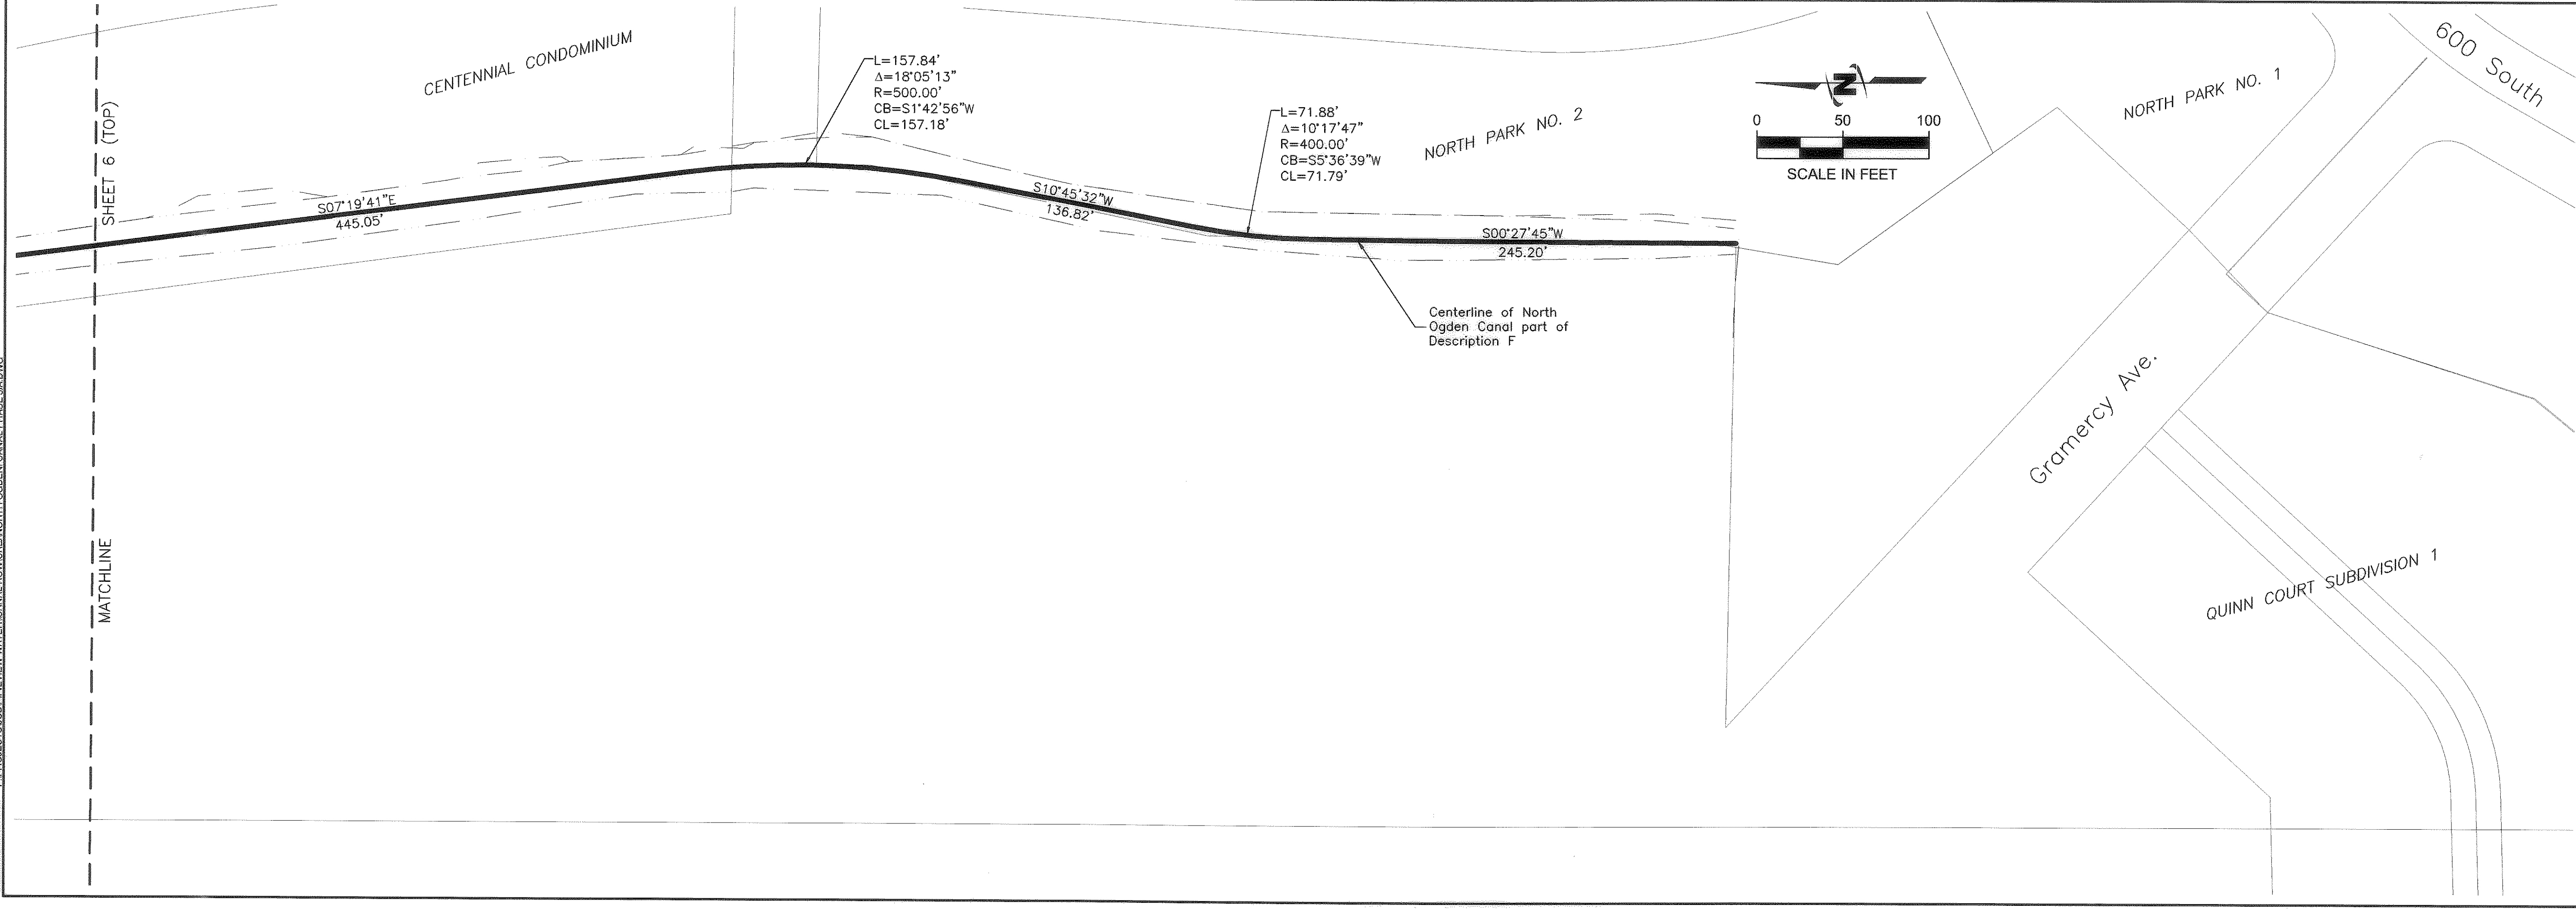 CENTENNIAL CONDOMINIUM
SHEET 6 (TOP)
MATCHLINE
S07°19'41"E
445.05'
L=157.84'
Δ=18°05'13"
R=500.00'
CB=S1°42'56"W
CL=157.18'
S10°45'32"W
136.82'
L=71.88'
Δ=10°17'47"
R=400.00'
CB=S5°36'39"W
CL=71.79'
NORTH PARK NO. 2
S00°27'45"W
245.20'
Centerline of North
Ogden Canal part of
Description F
N
0 50 100
SCALE IN FEET
NORTH PARK NO. 1
600 South
Gramercy Ave.
QUINN COURT SUBDIVISION 1